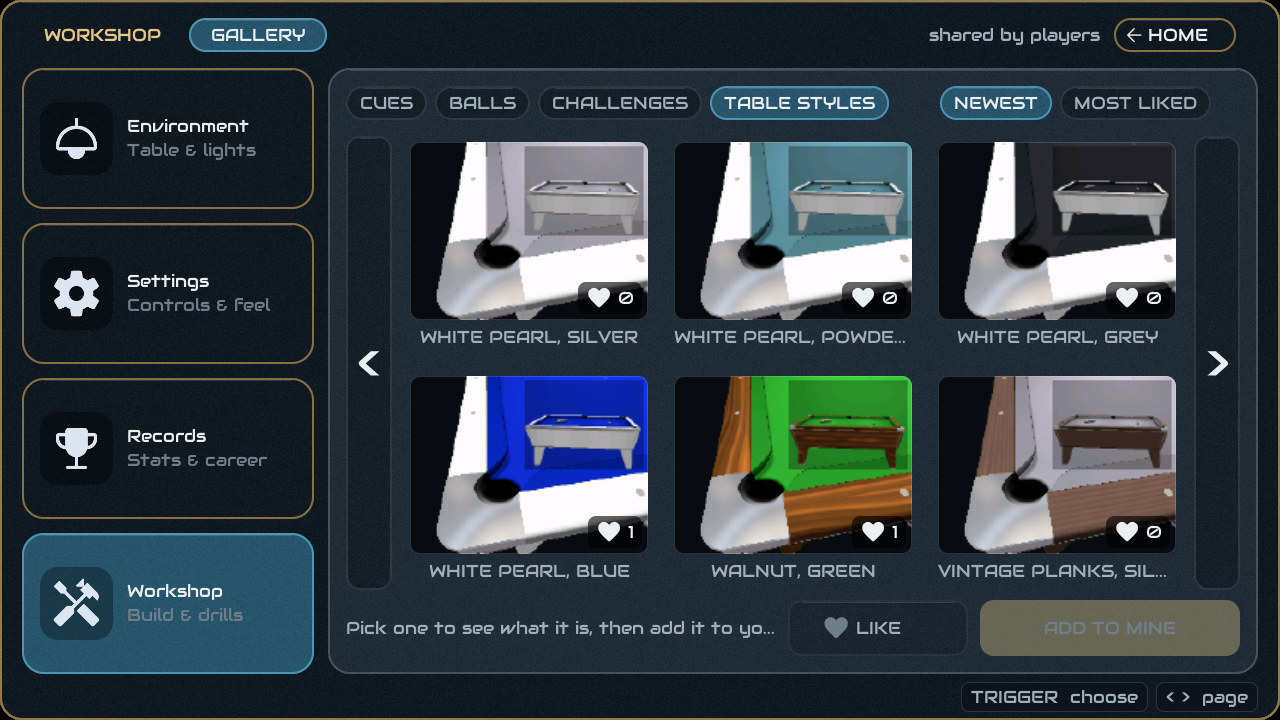 WORKSHOP GALLERY shared by players ← HOME
CUES BALLS CHALLENGES TABLE STYLES NEWEST MOST LIKED
Environment
Table & lights
Settings
Controls & feel
Records
Stats & career
Workshop
Build & drills
0 0 0
WHITE PEARL, SILVER WHITE PEARL, POWDE... WHITE PEARL, GREY
< >
1 1 0
WHITE PEARL, BLUE WALNUT, GREEN VINTAGE PLANKS, SIL...
Pick one to see what it is, then add it to yo... LIKE ADD TO MINE
TRIGGER choose < > page